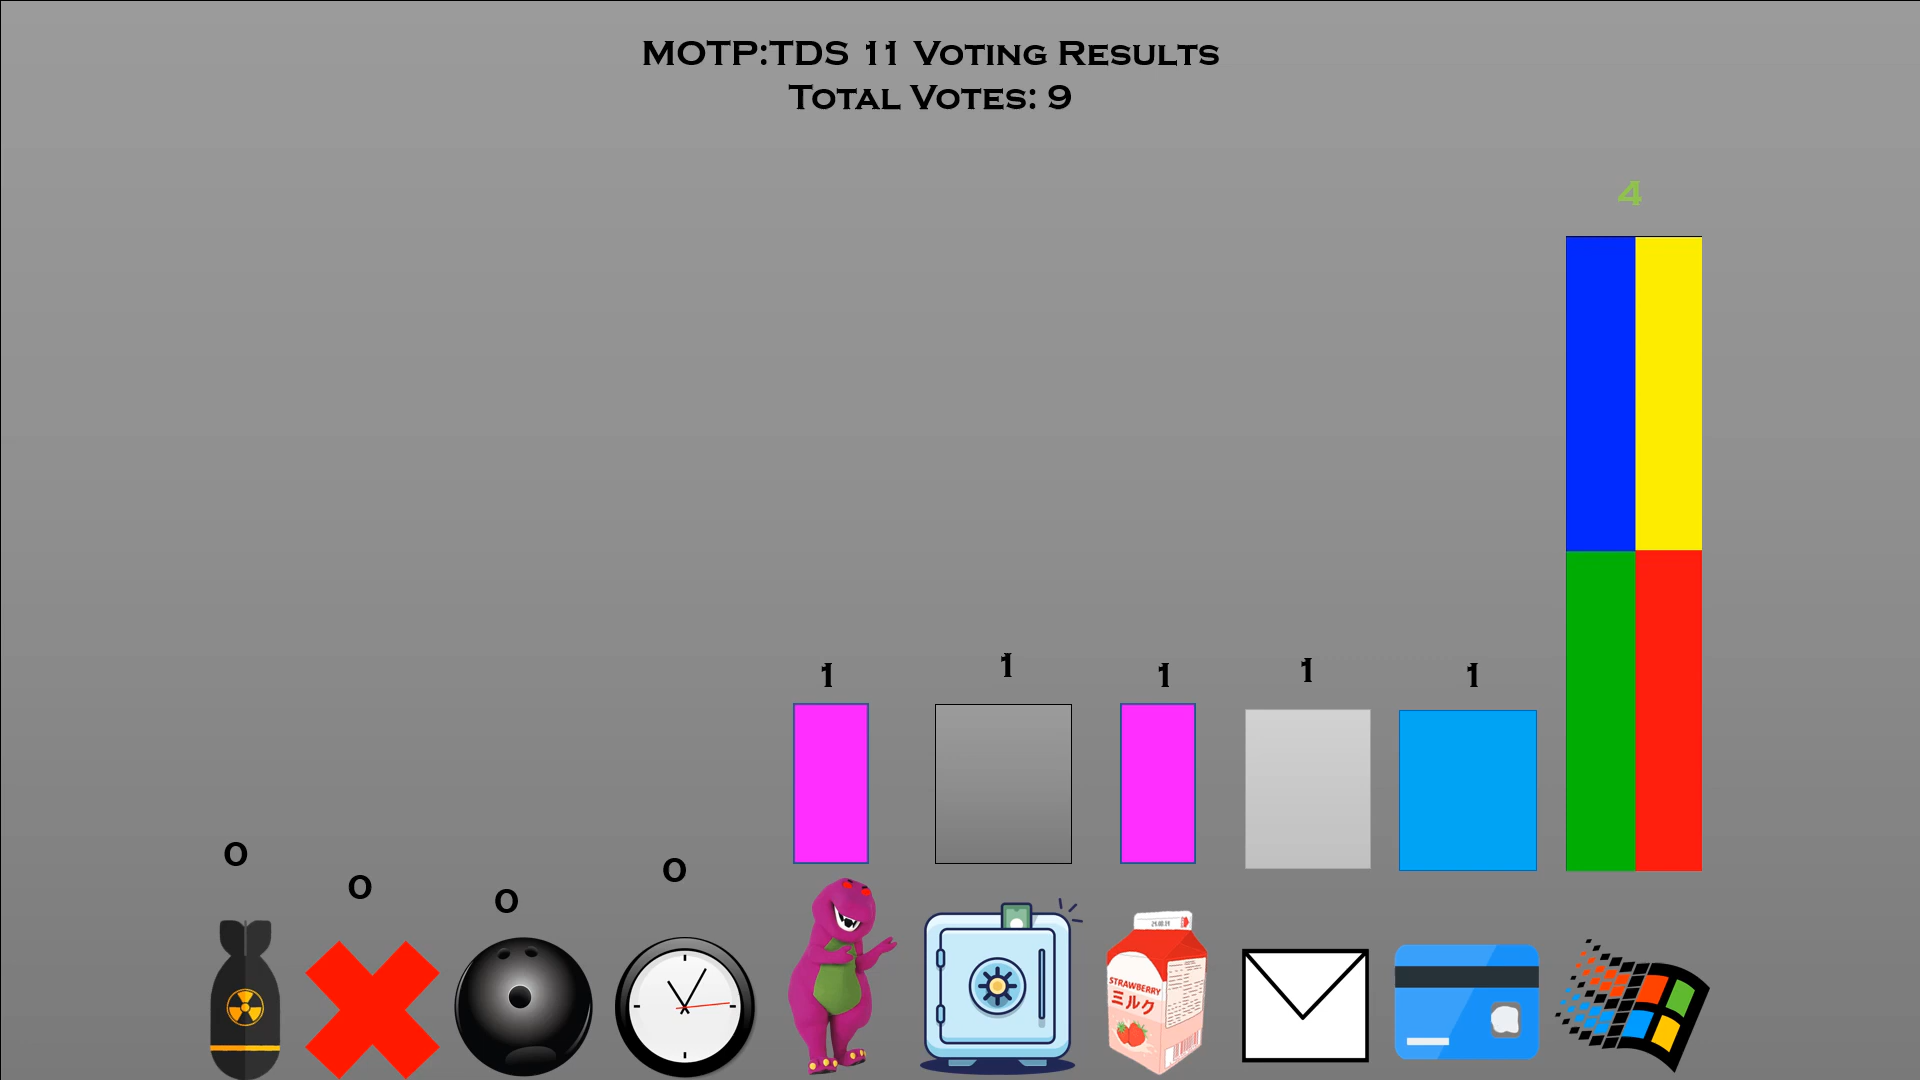 MOTP:TDS 11 Voting Results
Total Votes: 9
4
1
1
1
1
1
0
0
0
0
STRAWBERRY
ミルク